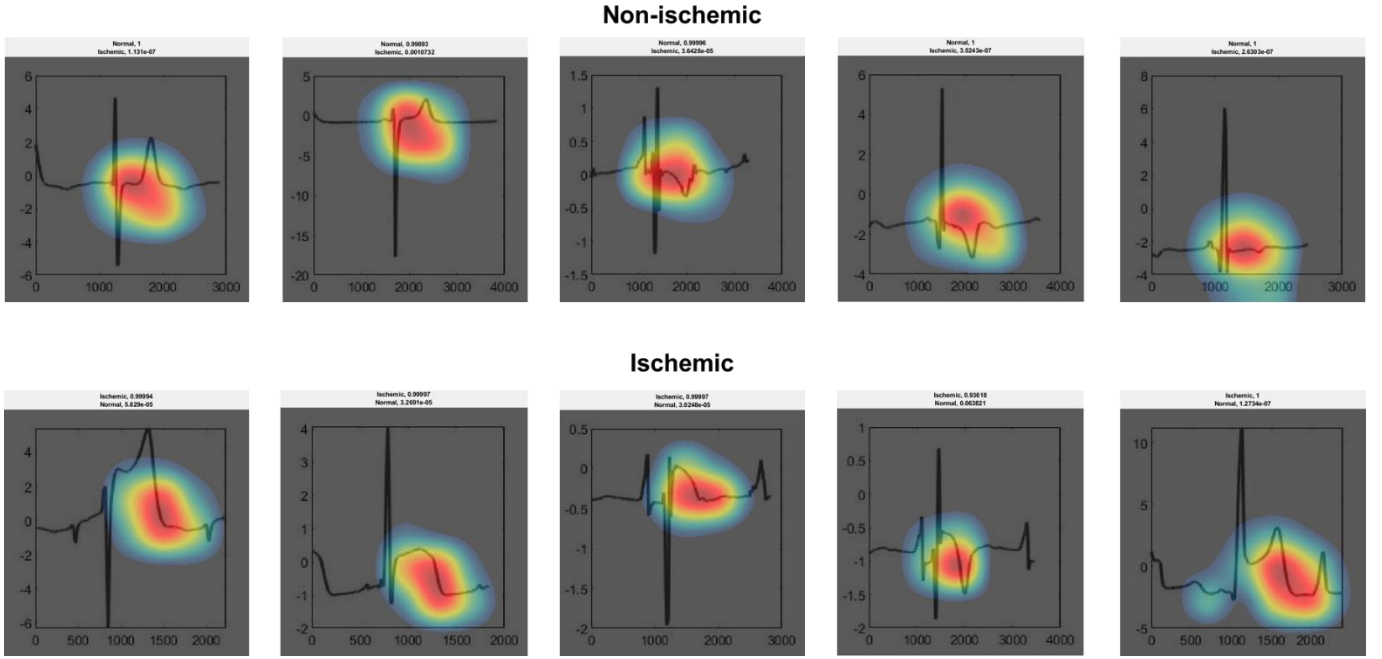 Non-ischemic
Normal, 1
Ischemic, 1.131e-07
6
4
2
0
-2
-4
-6
0 1000 2000 3000
Normal, 0.99893
Ischemic, 0.0010732
5
0
-5
-10
-15
-20
0 1000 2000 3000 4000
Normal, 0.99996
Ischemic, 3.6428e-05
1.5
1
0.5
0
-0.5
-1
-1.5
0 1000 2000 3000 4000
Normal, 1
Ischemic, 3.5243e-07
6
4
2
0
-2
-4
0 1000 2000 3000 4000
Normal, 1
Ischemic, 2.6303e-07
8
6
4
2
0
-2
-4
0 1000 2000 3000
Ischemic
Ischemic, 0.99994
Normal, 5.629e-05
4
2
0
-2
-4
-6
0 500 1000 1500 2000
Ischemic, 0.99997
Normal, 3.2691e-05
4
3
2
1
0
-1
-2
0 500 1000 1500 2000
Ischemic, 0.99997
Normal, 3.0248e-05
0.5
0
-0.5
-1
-1.5
-2
0 1000 2000 3000
Ischemic, 0.93618
Normal, 0.063821
1
0.5
0
-0.5
-1
-1.5
-2
0 1000 2000 3000 4000
Ischemic, 1
Normal, 1.2734e-07
10
5
0
-5
0 500 1000 1500 2000